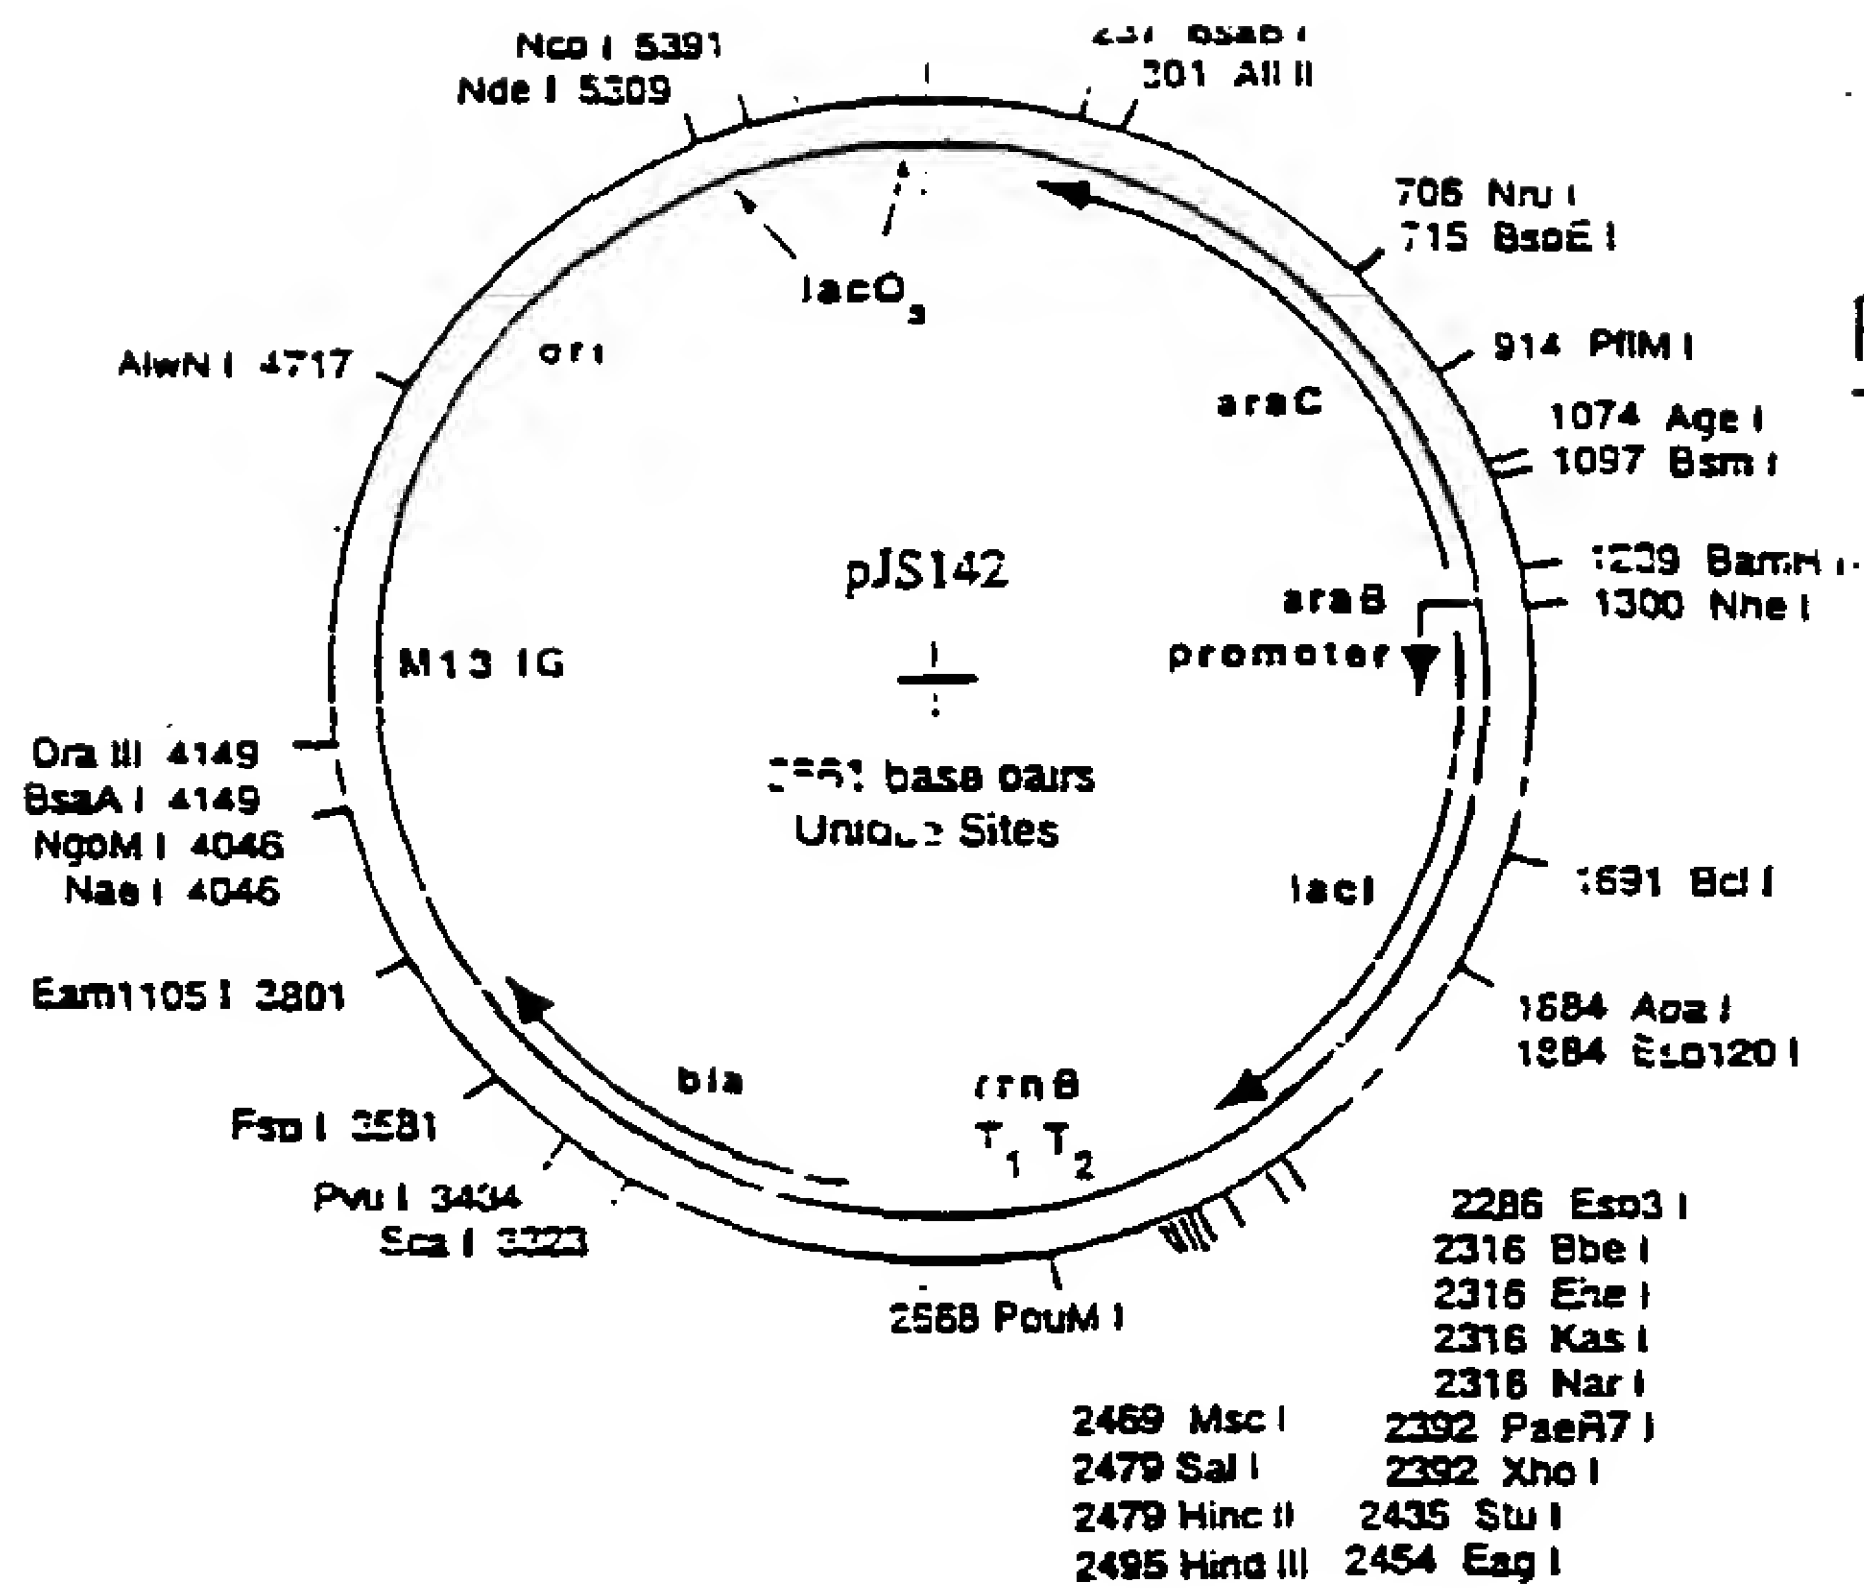 Nco I 5391
Nde I 5309
301 Afl II
706 Nru I
715 BspE I
914 PflM I
1074 Age I
1097 Bsm I
BamH I
1300 Nhe I
1691 Bcl I
Apa I
2286 Esp3 I
2316 Bbe I
2316 Ehe I
2316 Kas I
2316 Nar I
2392 PaeR7 I
2392 Xho I
2435 Stu I
2454 Eag I
2469 Msc I
2479 Sal I
2479 Hinc II
2495 Hind III
PpuM I
Sca I
Pvu I 3434
Fsp I 3581
Eam1105 I 3801
Nae I 4046
NgoM I 4046
BsaA I 4149
Dra III 4149
AlwN I 4717
lacO s
ori
araC
araB
promoter
pJS142
base pairs
Unique Sites
M13 IG
lacI
bla
rrnB
T1 T2